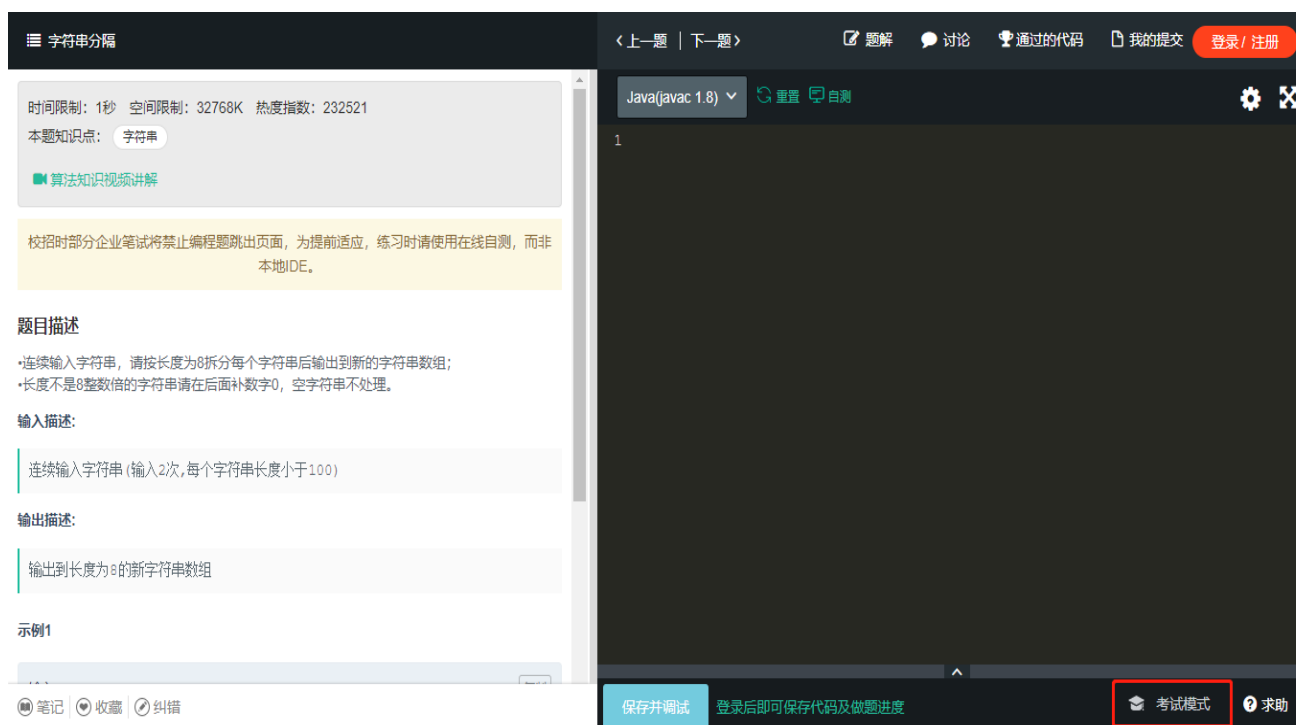 字符串分隔
上一题 | 下一题
题解
讨论
通过的代码
我的提交
登录 / 注册
时间限制：1秒 空间限制：32768K 热度指数：232521
本题知识点： 字符串
算法知识视频讲解
校招时部分企业笔试将禁止编程题跳出页面，为提前适应，练习时请使用在线自测，而非
本地IDE。
题目描述
•连续输入字符串，请按长度为8拆分每个字符串后输出到新的字符串数组；
•长度不是8整数倍的字符串请在后面补数字0，空字符串不处理。
输入描述:
连续输入字符串(输入2次,每个字符串长度小于100)
输出描述:
输出到长度为8的新字符串数组
示例1
笔记
收藏
纠错
Java(javac 1.8)
重置
自测
1
保存并调试
登录后即可保存代码及做题进度
考试模式
求助